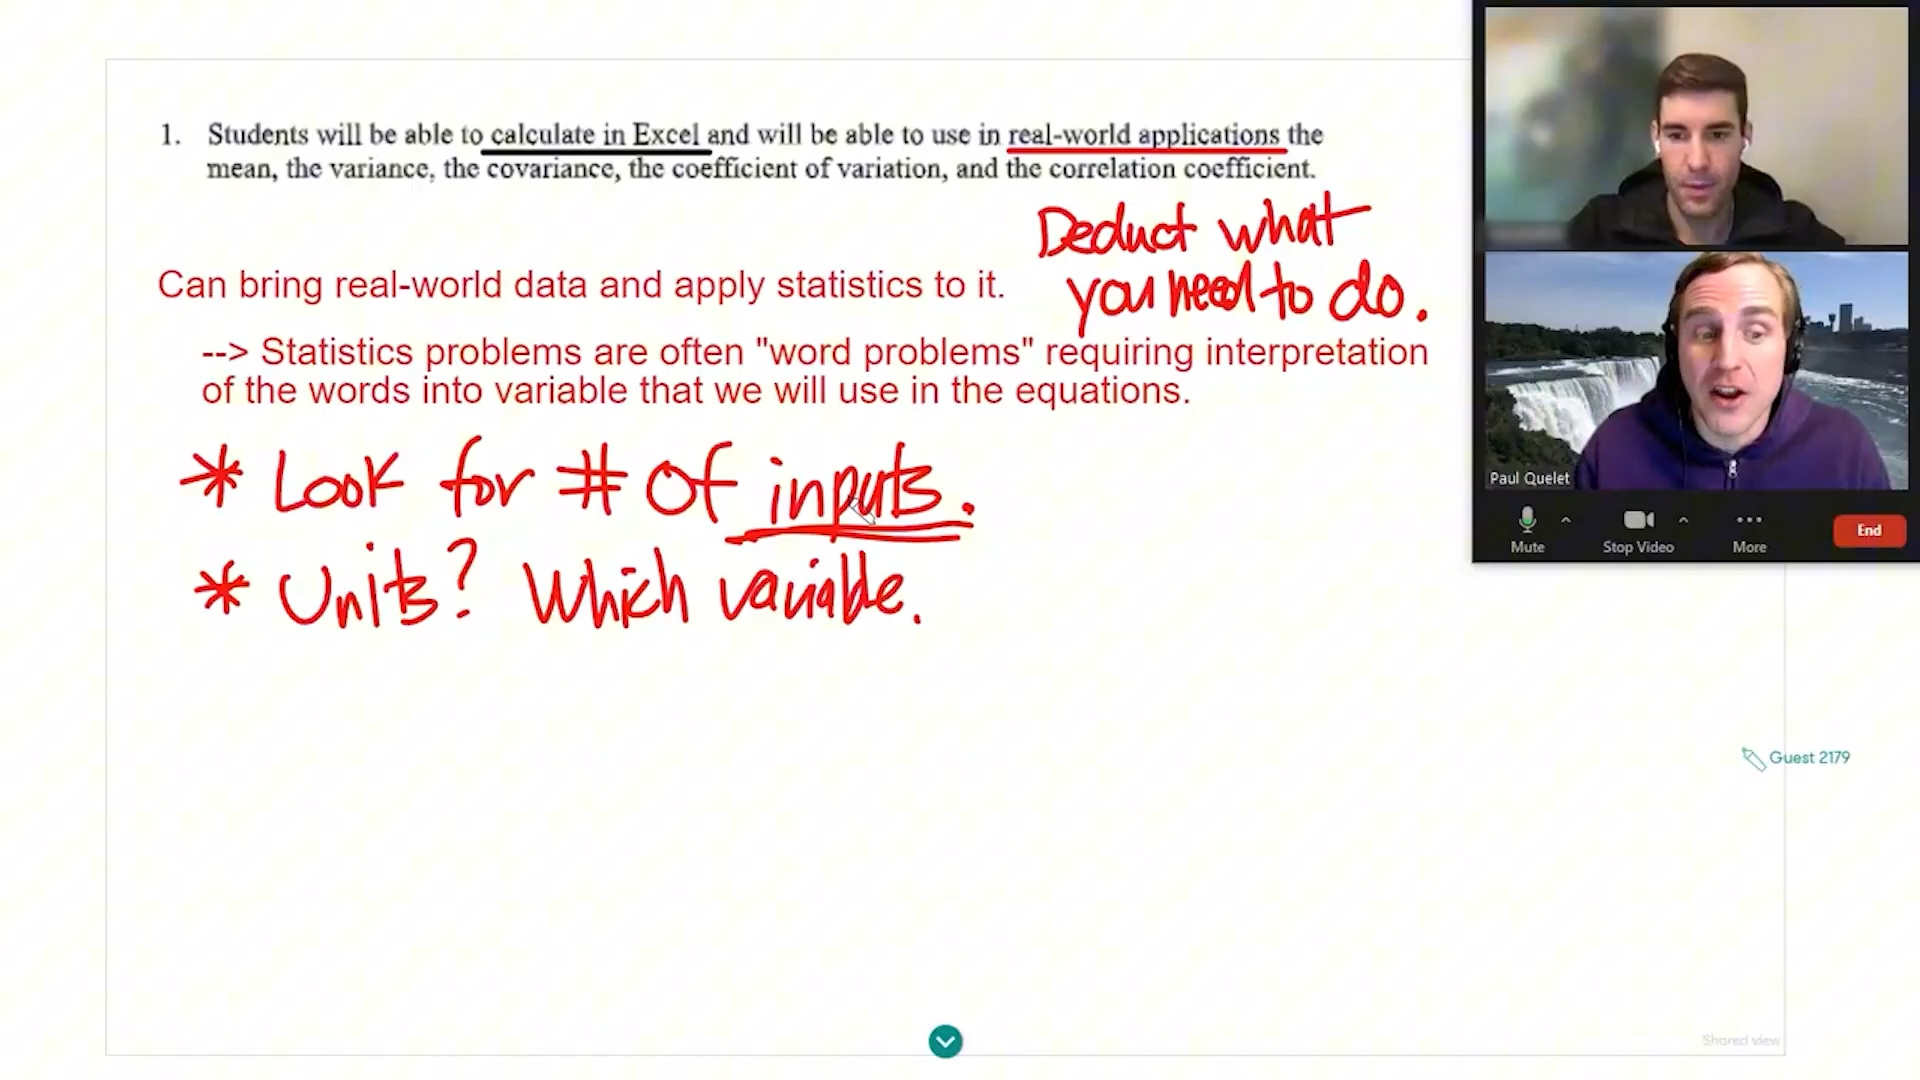 1. Students will be able to calculate in Excel and will be able to use in real-world applications the
mean, the variance, the covariance, the coefficient of variation, and the correlation coefficient.
Deduct what
you need to do.
Can bring real-world data and apply statistics to it.
--> Statistics problems are often "word problems" requiring interpretation
of the words into variable that we will use in the equations.
* Look for # of inputs.
* Units? Which variable.
Paul Quelet
Mute
Stop Video
More
End
Guest 2179
Shared view